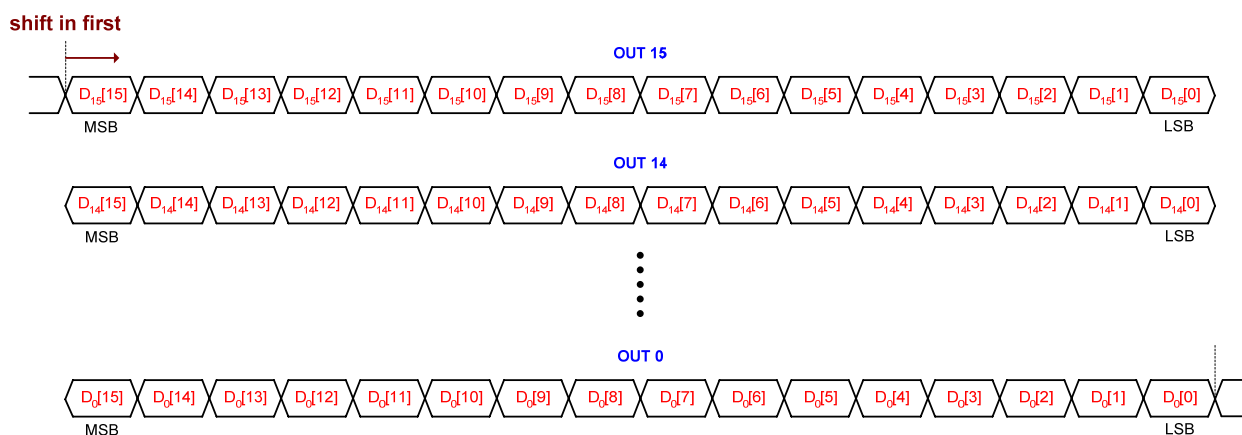 shift in first
OUT 15
D15[15] D15[14] D15[13] D15[12] D15[11] D15[10] D15[9] D15[8] D15[7] D15[6] D15[5] D15[4] D15[3] D15[2] D15[1] D15[0]
MSB LSB
OUT 14
D14[15] D14[14] D14[13] D14[12] D14[11] D14[10] D14[9] D14[8] D14[7] D14[6] D14[5] D14[4] D14[3] D14[2] D14[1] D14[0]
MSB LSB
OUT 0
D0[15] D0[14] D0[13] D0[12] D0[11] D0[10] D0[9] D0[8] D0[7] D0[6] D0[5] D0[4] D0[3] D0[2] D0[1] D0[0]
MSB LSB